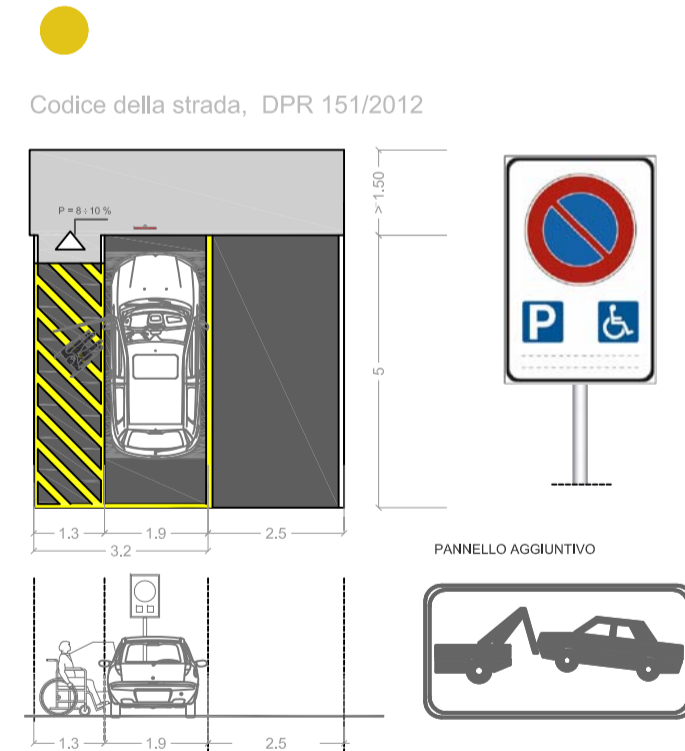 Codice della strada, DPR 151/2012
P = 8 ÷ 10 %
> 1.50
5
P
1.3
1.9
2.5
3.2
PANNELLO AGGIUNTIVO
1.3
1.9
2.5